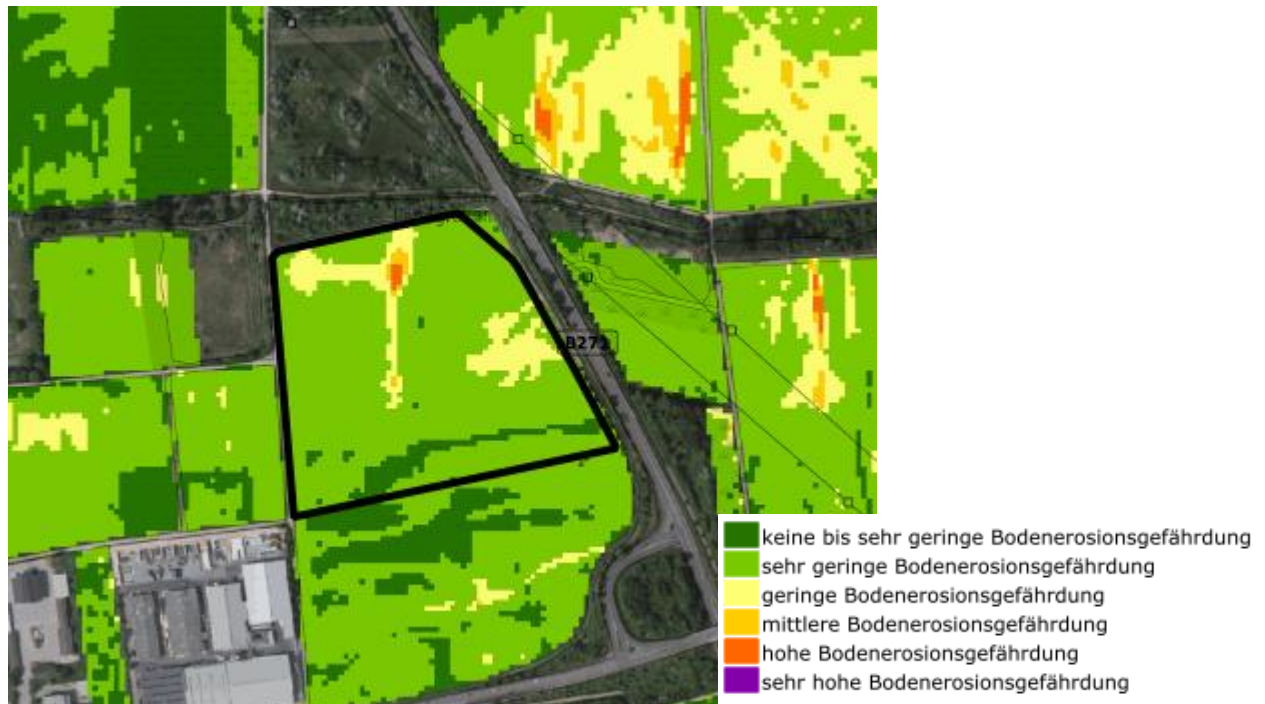 B271
keine bis sehr geringe Bodenerosionsgefährdung
sehr geringe Bodenerosionsgefährdung
geringe Bodenerosionsgefährdung
mittlere Bodenerosionsgefährdung
hohe Bodenerosionsgefährdung
sehr hohe Bodenerosionsgefährdung